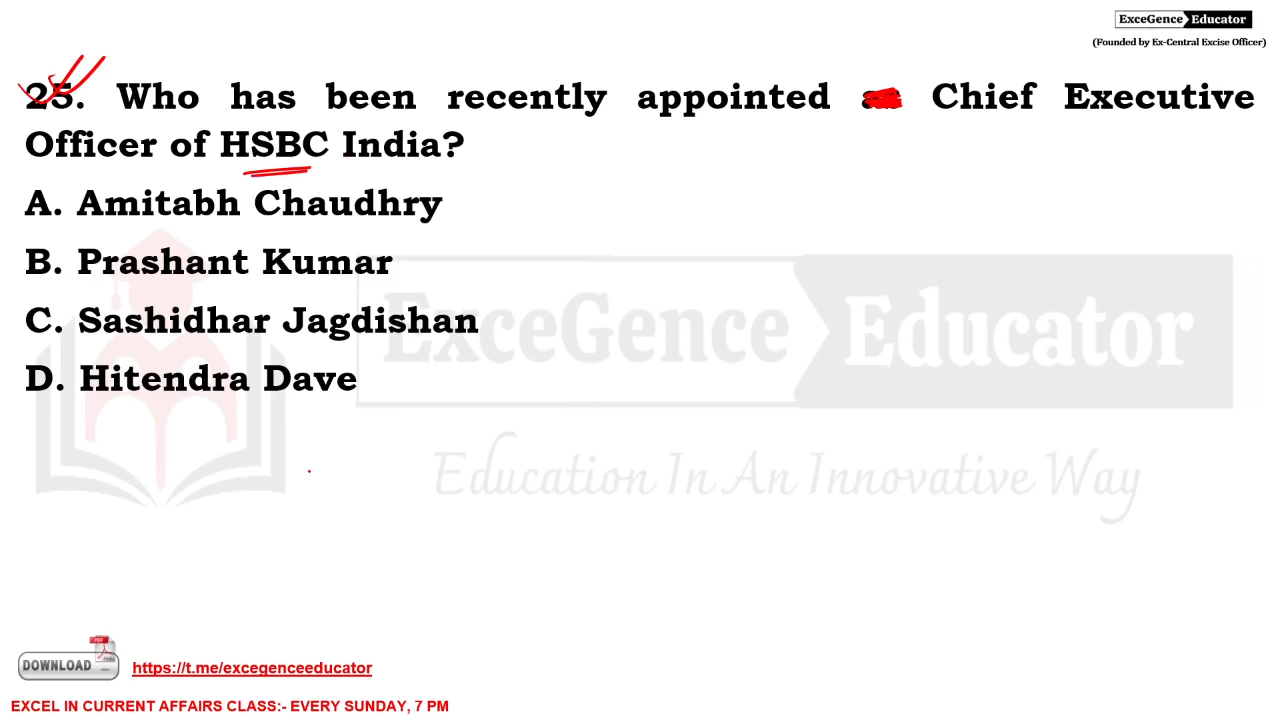 ExceGence Educator
(Founded by Ex-Central Excise Officer)
25. Who has been recently appointed Chief Executive
Officer of HSBC India?
A. Amitabh Chaudhry
B. Prashant Kumar
C. Sashidhar Jagdishan
D. Hitendra Dave
ExceGence Educator
Education In An Innovative Way
PDF
DOWNLOAD https://t.me/excegenceeducator
EXCEL IN CURRENT AFFAIRS CLASS:- EVERY SUNDAY, 7 PM